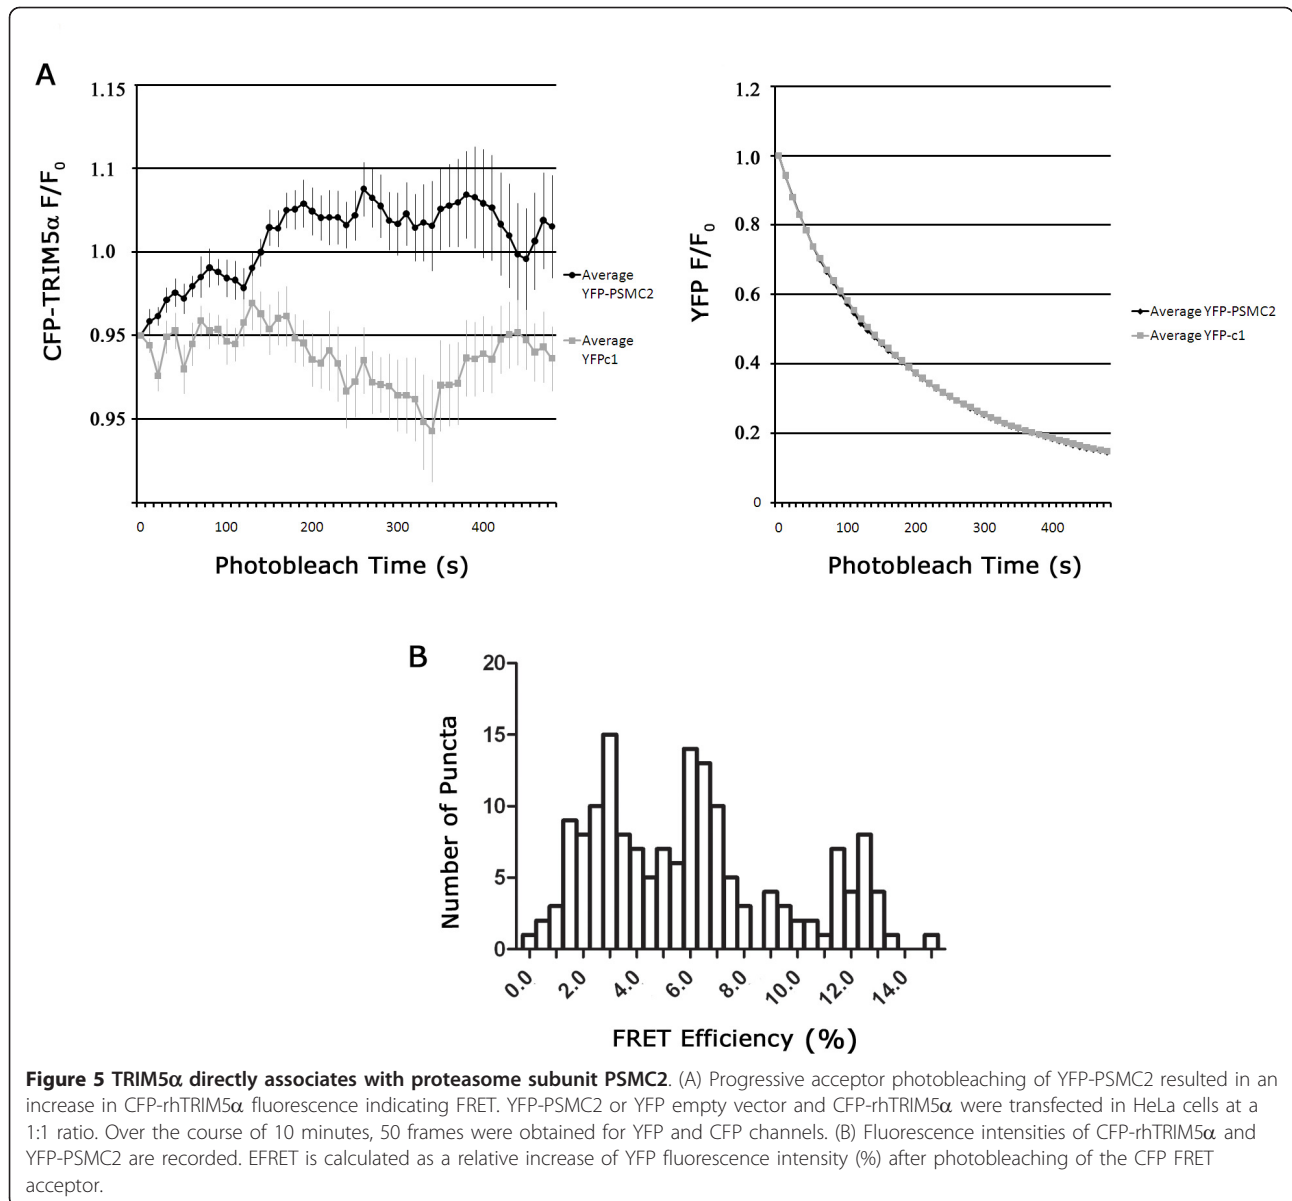 A
1.15
1.1
1.0
0.95
0.95
CFP-TRIM5α F/F0
0 100 200 300 400
Photobleach Time (s)
Average YFP-PSMC2
Average YFPc1
1.2
1.0
0.8
0.6
0.4
0.2
0
YFP F/F0
0 100 200 300 400
Photobleach Time (s)
Average YFP-PSMC2
Average YFP-c1
B
20
15
10
5
0
Number of Puncta
0.0 2.0 4.0 6.0 8.0 10.0 12.0 14.0
FRET Efficiency (%)
Figure 5 TRIM5α directly associates with proteasome subunit PSMC2. (A) Progressive acceptor photobleaching of YFP-PSMC2 resulted in an
increase in CFP-rhTRIM5α fluorescence indicating FRET. YFP-PSMC2 or YFP empty vector and CFP-rhTRIM5α were transfected in HeLa cells at a
1:1 ratio. Over the course of 10 minutes, 50 frames were obtained for YFP and CFP channels. (B) Fluorescence intensities of CFP-rhTRIM5α and
YFP-PSMC2 are recorded. EFRET is calculated as a relative increase of YFP fluorescence intensity (%) after photobleaching of the CFP FRET
acceptor.